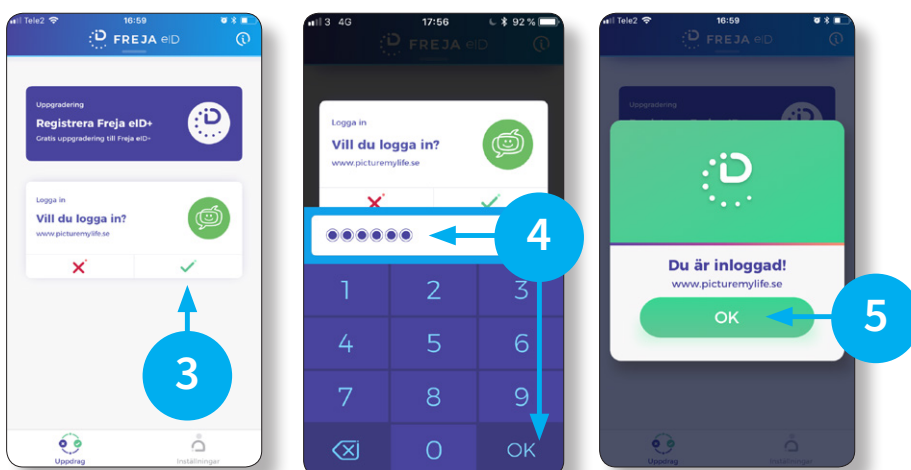 Tele2 16:59
FREJA eID
Uppgradering
Registrera Freja eID+
Gratis uppgradering till Freja eID+
Logga in
Vill du logga in?
www.picturemylife.se
3
Uppdrag
Inställningar
3 4G 17:56 92 %
FREJA eID
Logga in
Vill du logga in?
www.picturemylife.se
4
1 2 3
4 5 6
7 8 9
0 OK
Tele2 16:59
FREJA eID
Uppgradering
Du är inloggad!
www.picturemylife.se
OK
5
Uppdrag
Inställningar